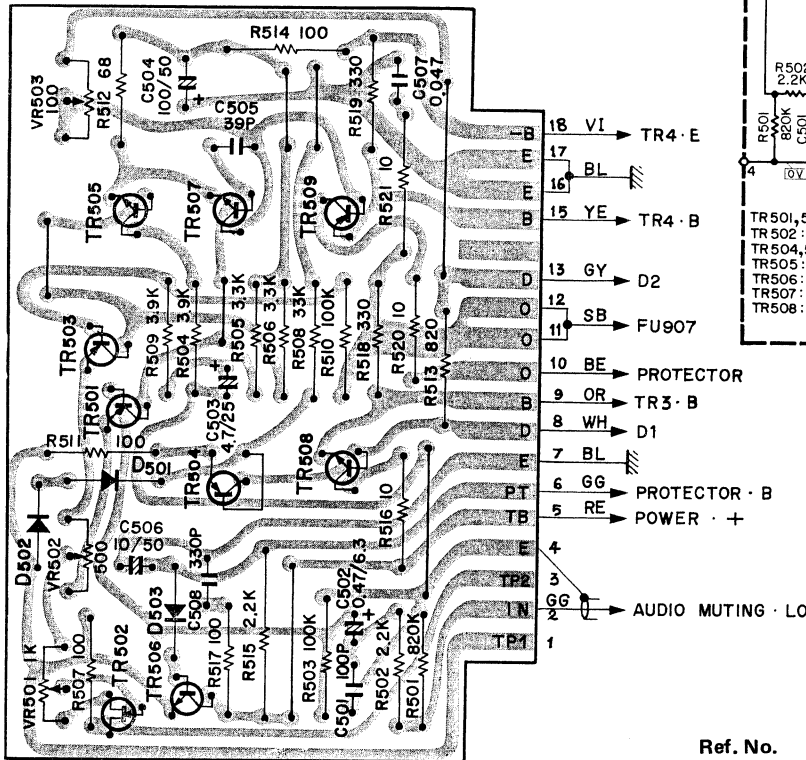 R514 100
VR503
100
R512 68
C504
100/50
+
C505
39P
R519 330
C507
0.047
R521 10
TR505
TR507
TR509
TR503
TR501
R509 3.9K
R504 3.9K
R505 3.3K
R506 3.3K
R508 33K
R510 100K
R518 330
R520 10
R513 820
+
C503
4.7/25
R511 100
D501
TR504
TR508
D502
VR502
500
C506
10/50
330P
C508
D503
R516 10
C502
0.47/6.3
+
VR501 1K
R507 100
TR502
TR506
R517 100
R515 2.2K
R503 100K
100P
C501
R502 2.2K
R501 820K
-B 18 VI TR4·E
E 17
BL
E 16
B 15 YE TR4·B
D 13 GY D2
O 12
SB FU907
O 11
O 10 BE PROTECTOR
B 9 OR TR3·B
D 8 WH D1
E 7 BL
PT 6 GG PROTECTOR·B
TB 5 RE POWER · +
E 4
TP2 3
IN 2 GG AUDIO MUTING · LO
TP1 1
R502
2.2K
R501
820K
C501
4
0V
TR501,5
TR502:
TR504,
TR505:
TR506:
TR507:
TR508:
Ref. No.